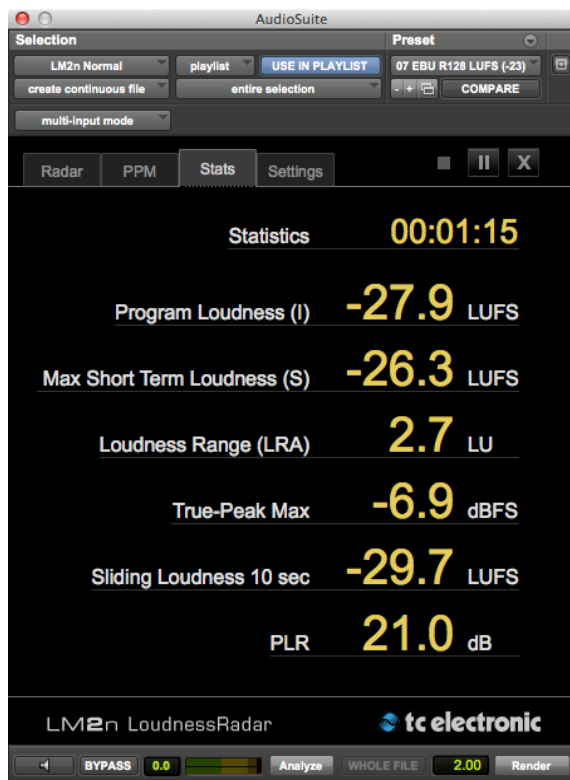 AudioSuite
Selection
Preset
LM2n Normal
playlist
USE IN PLAYLIST
07 EBU R128 LUFS (-23)
create continuous file
entire selection
- +
COMPARE
multi-input mode
Radar
PPM
Stats
Settings
X
Statistics 00:01:15
Program Loudness (I) -27.9 LUFS
Max Short Term Loudness (S) -26.3 LUFS
Loudness Range (LRA) 2.7 LU
True-Peak Max -6.9 dBFS
Sliding Loudness 10 sec -29.7 LUFS
PLR 21.0 dB
LM2n LoudnessRadar
tc electronic
BYPASS
0.0
Analyze
WHOLE FILE
2.00
Render